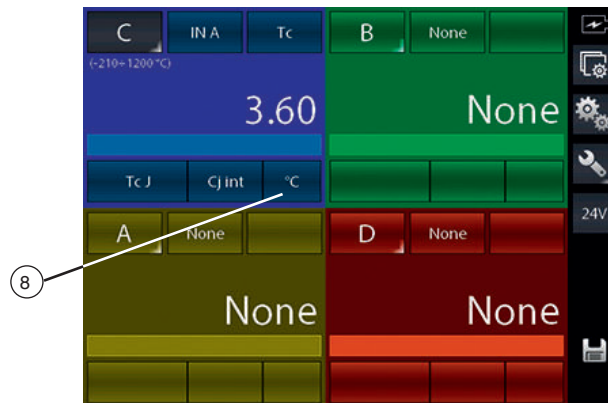 C IN A Tc
(-210÷1200 °C)
3.60
Tc J Cj int °C
B None
None
A None
None
D None
None
24V
8